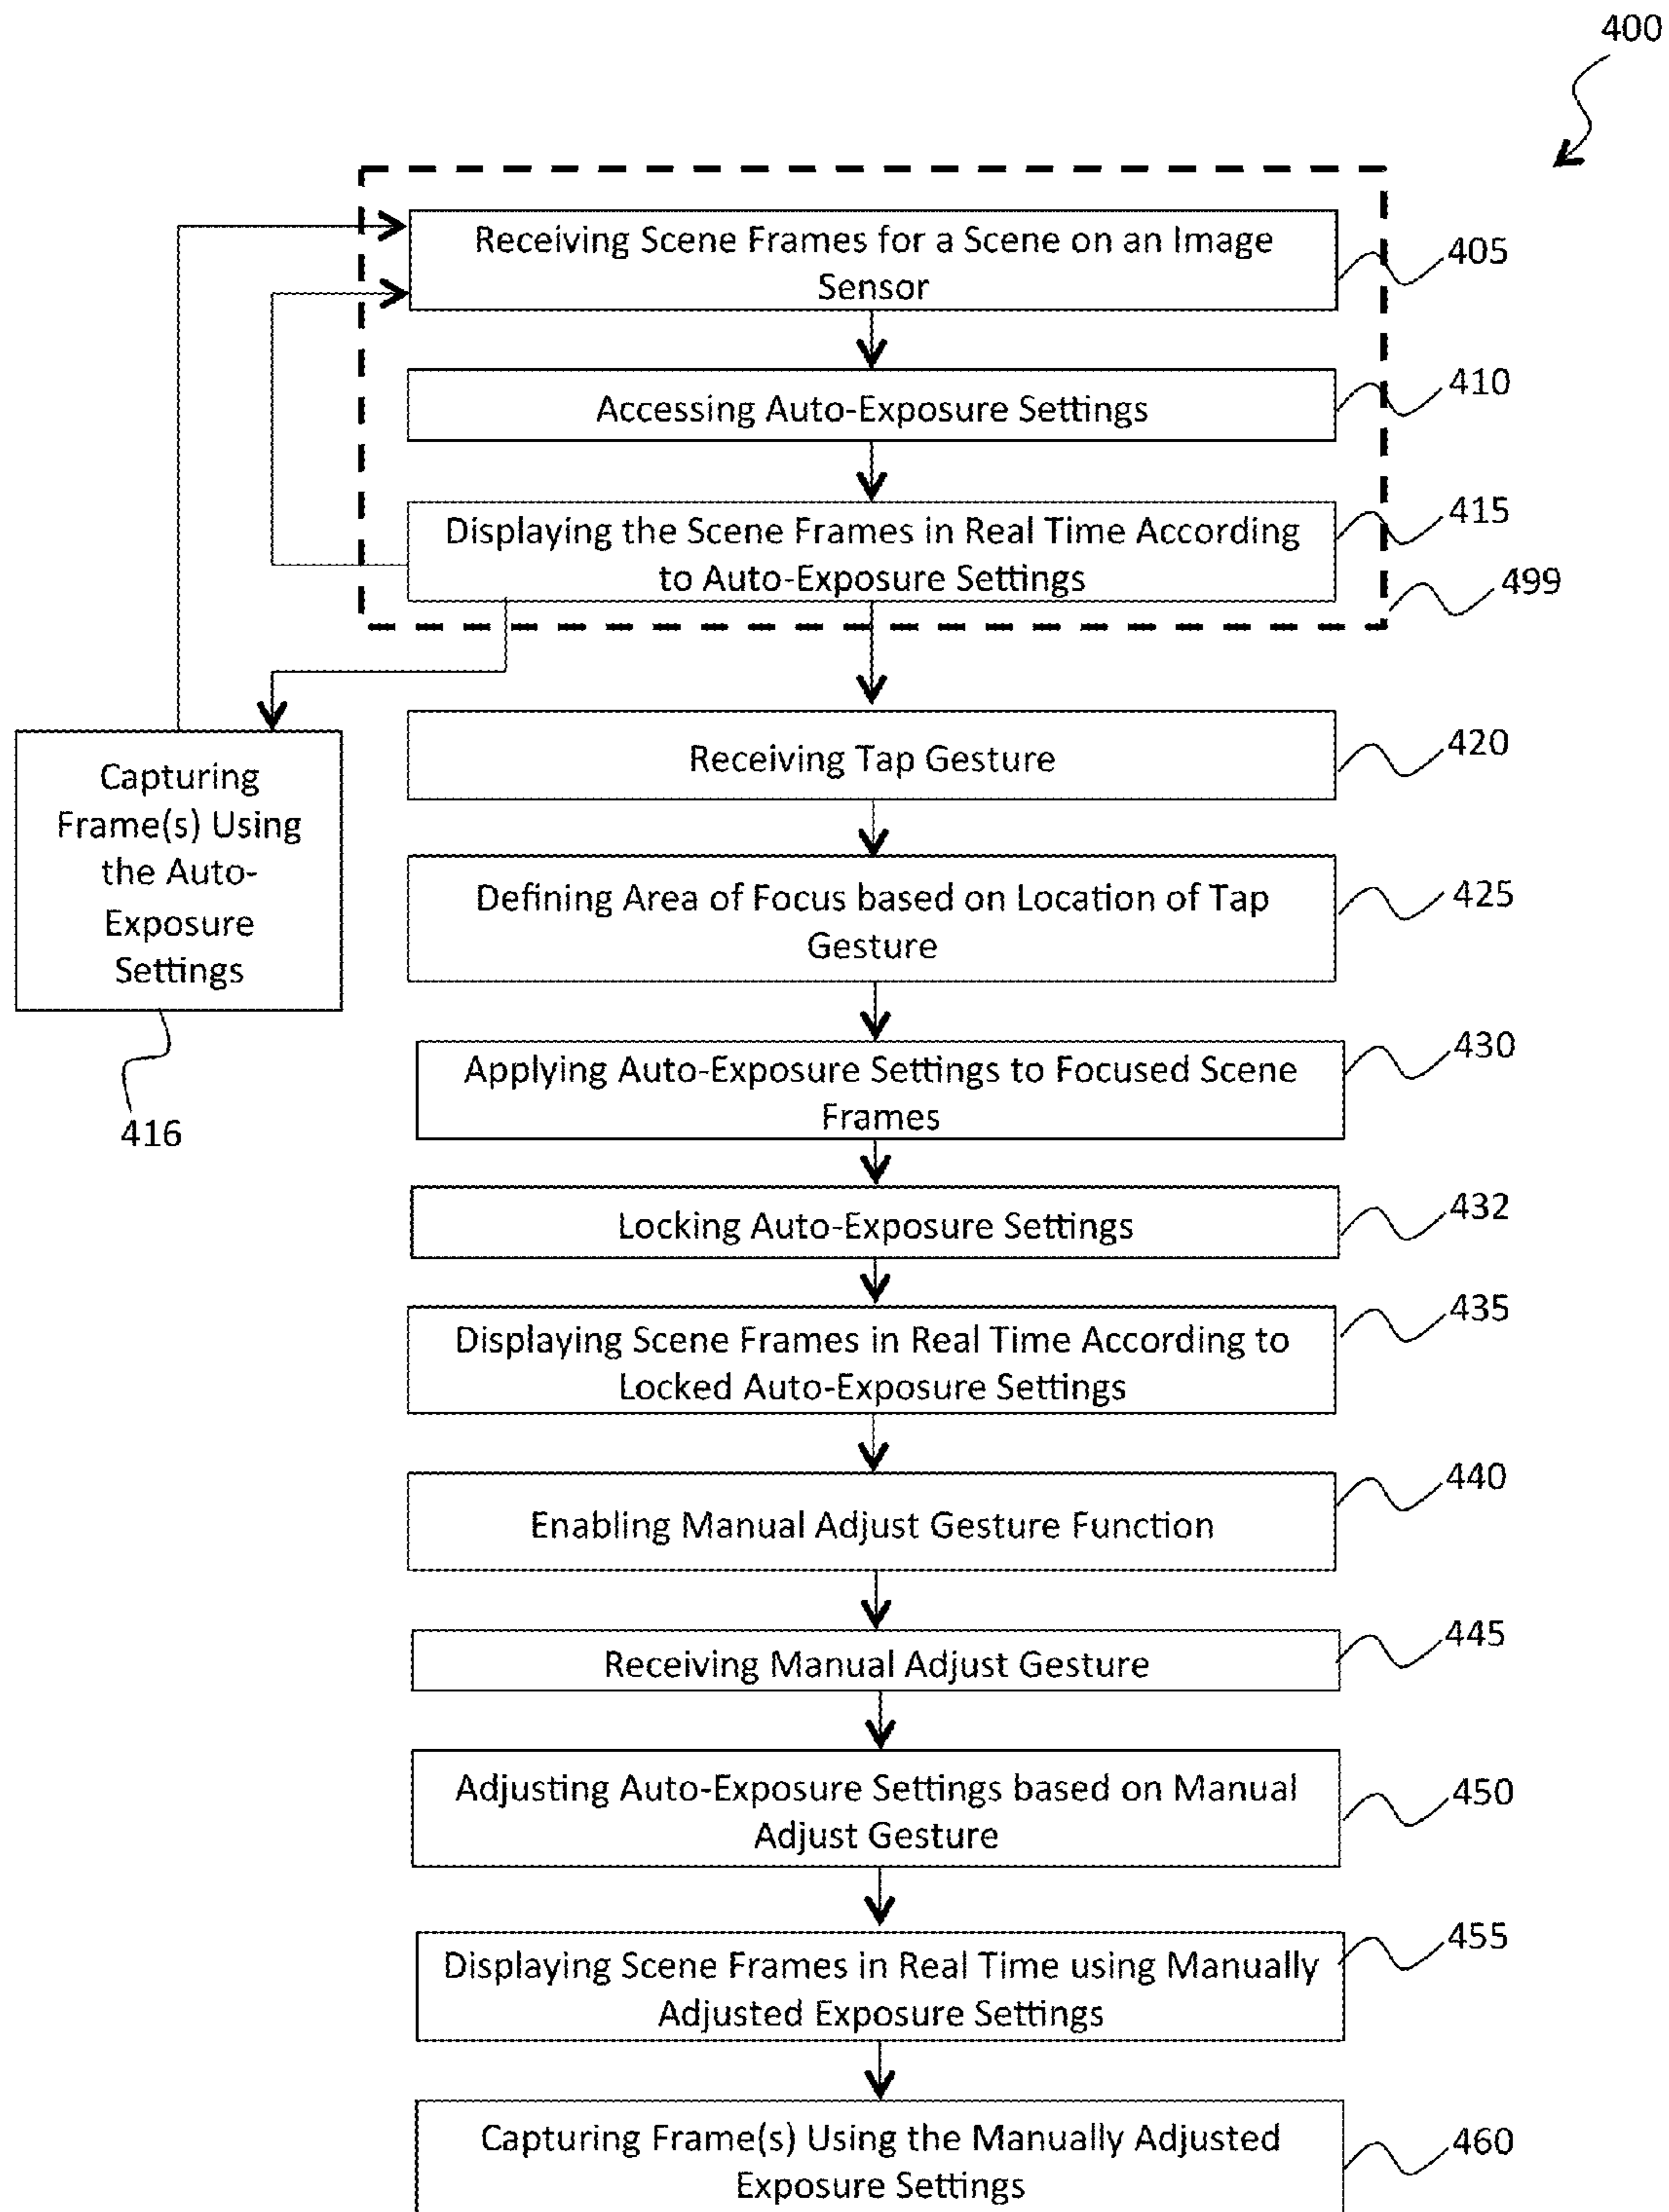 400
Receiving Scene Frames for a Scene on an Image
Sensor
405
Accessing Auto-Exposure Settings
410
Displaying the Scene Frames in Real Time According
to Auto-Exposure Settings
415
499
Capturing
Frame(s) Using
the Auto-
Exposure
Settings
416
Receiving Tap Gesture
420
Defining Area of Focus based on Location of Tap
Gesture
425
Applying Auto-Exposure Settings to Focused Scene
Frames
430
Locking Auto-Exposure Settings
432
Displaying Scene Frames in Real Time According to
Locked Auto-Exposure Settings
435
Enabling Manual Adjust Gesture Function
440
Receiving Manual Adjust Gesture
445
Adjusting Auto-Exposure Settings based on Manual
Adjust Gesture
450
Displaying Scene Frames in Real Time using Manually
Adjusted Exposure Settings
455
Capturing Frame(s) Using the Manually Adjusted
Exposure Settings
460